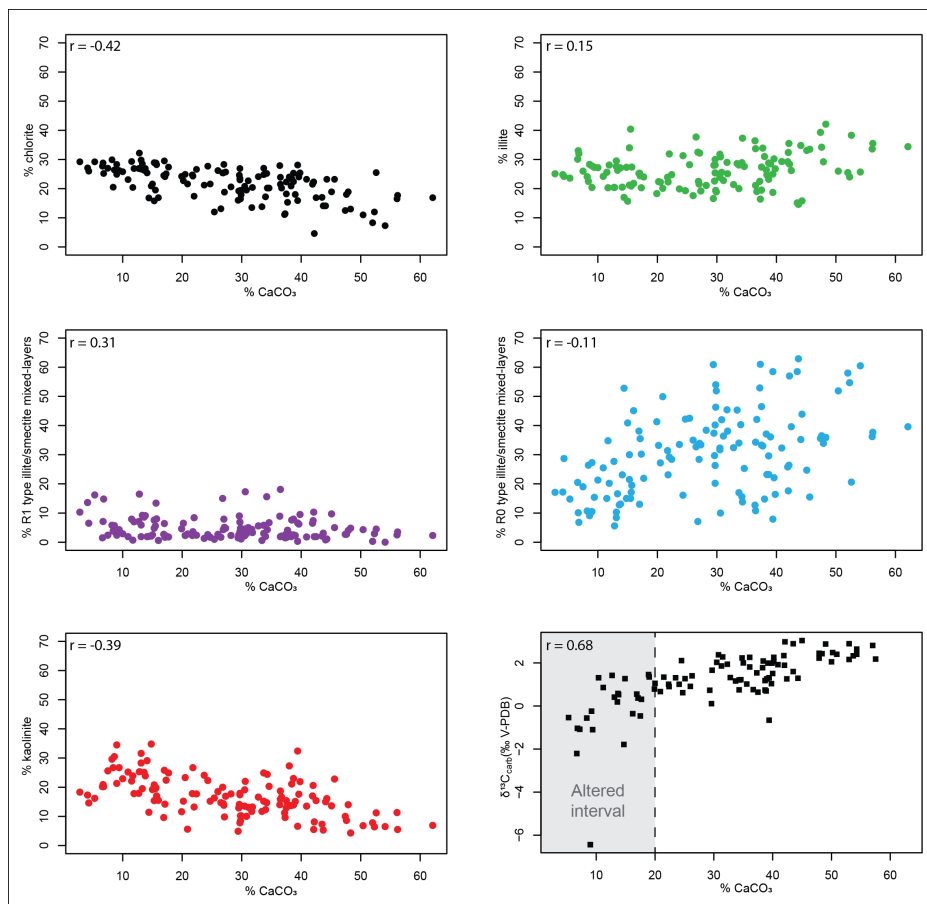 r = -0.42
% chlorite
0 10 20 30 40 50 60 70
10 20 30 40 50 60
% CaCO₃
r = 0.15
% illite
0 10 20 30 40 50 60 70
10 20 30 40 50 60
% CaCO₃
r = 0.31
% R1 type illite/smectite mixed-layers
0 10 20 30 40 50 60 70
10 20 30 40 50 60
% CaCO₃
r = -0.11
% R0 type illite/smectite mixed-layers
0 10 20 30 40 50 60 70
10 20 30 40 50 60
% CaCO₃
r = -0.39
% kaolinite
0 10 20 30 40 50 60 70
10 20 30 40 50 60
% CaCO₃
r = 0.68
δ¹³C_carb(‰ V-PDB)
−6 −4 −2 0 2
Altered
interval
10 20 30 40 50 60
% CaCO₃